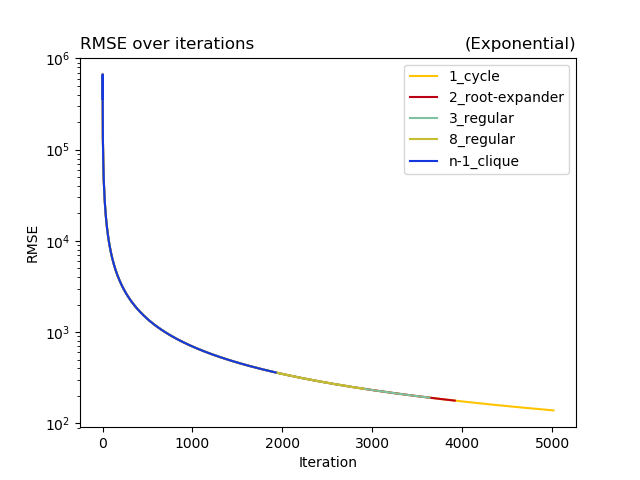 RMSE over iterations (Exponential)
1_cycle
2_root-expander
3_regular
8_regular
n-1_clique
10^6
10^5
10^4
10^3
10^2
RMSE
0 1000 2000 3000 4000 5000
Iteration